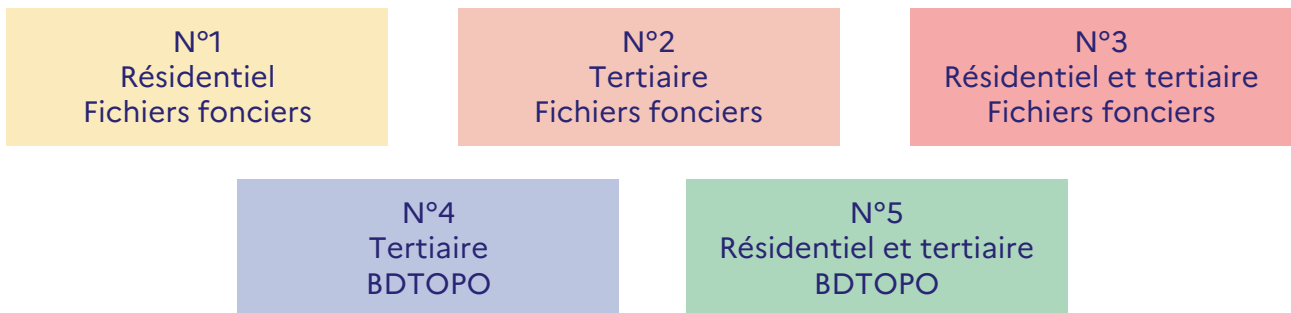 N°1
Résidentiel
Fichiers fonciers
N°2
Tertiaire
Fichiers fonciers
N°3
Résidentiel et tertiaire
Fichiers fonciers
N°4
Tertiaire
BDTOPO
N°5
Résidentiel et tertiaire
BDTOPO